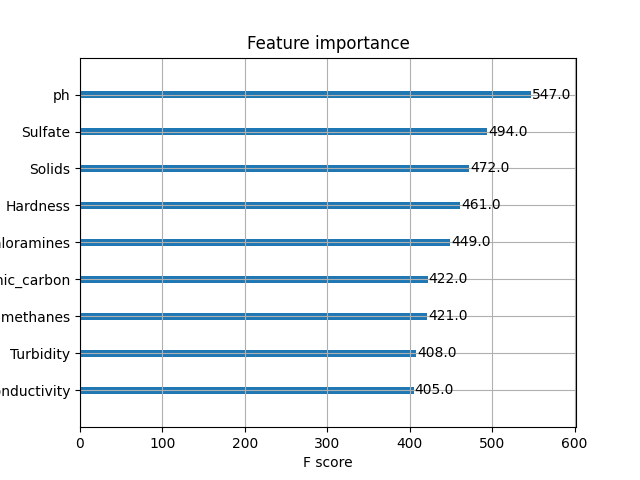 Feature importance
ph 547.0
Sulfate 494.0
Solids 472.0
Hardness 461.0
loramines 449.0
nic_carbon 422.0
methanes 421.0
Turbidity 408.0
onductivity 405.0
0 100 200 300 400 500 600
F score